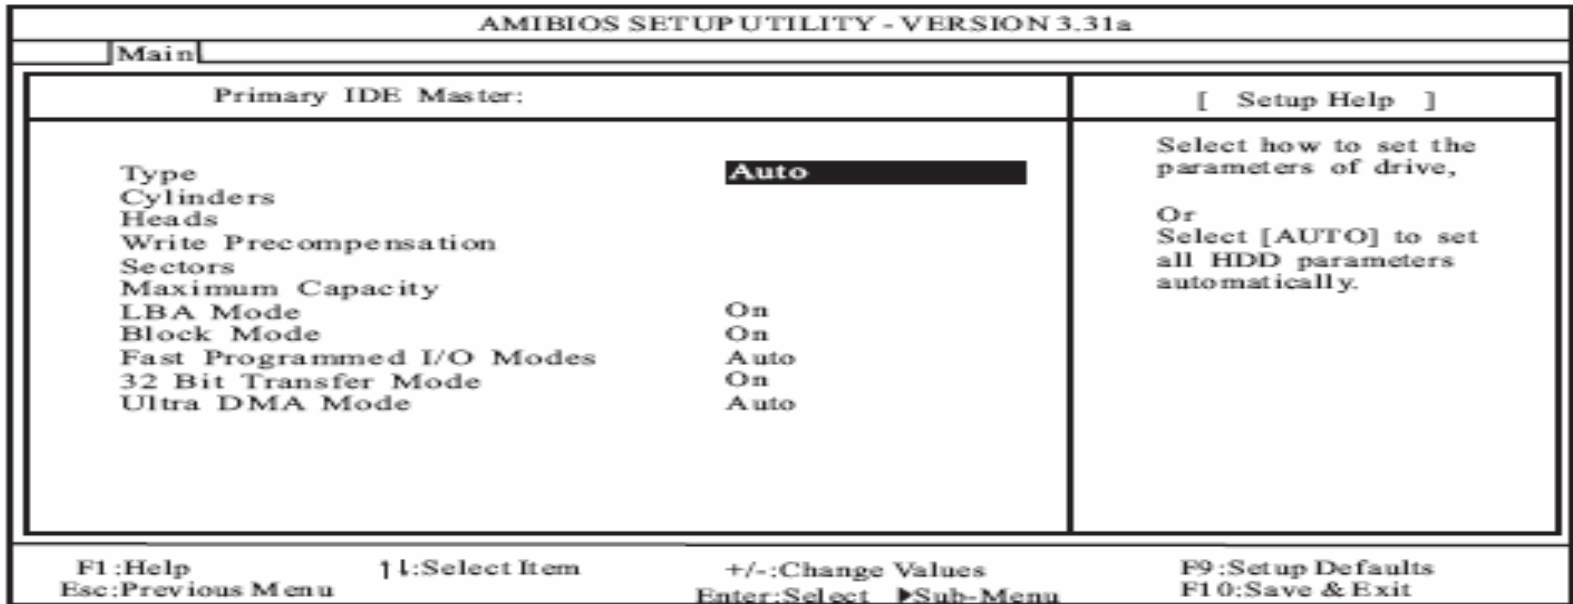 AMIBIOS SETUP UTILITY - VERSION 3.31a
Main
Primary IDE Master:
[ Setup Help ]
Type Auto
Cylinders
Heads
Write Precompensation
Sectors
Maximum Capacity
LBA Mode On
Block Mode On
Fast Programmed I/O Modes Auto
32 Bit Transfer Mode On
Ultra DMA Mode Auto
Select how to set the
parameters of drive,
Or
Select [AUTO] to set
all HDD parameters
automatically.
F1:Help ↑↓:Select Item +/-:Change Values F9:Setup Defaults
Esc:Previous Menu Enter:Select ▶Sub-Menu F10:Save & Exit